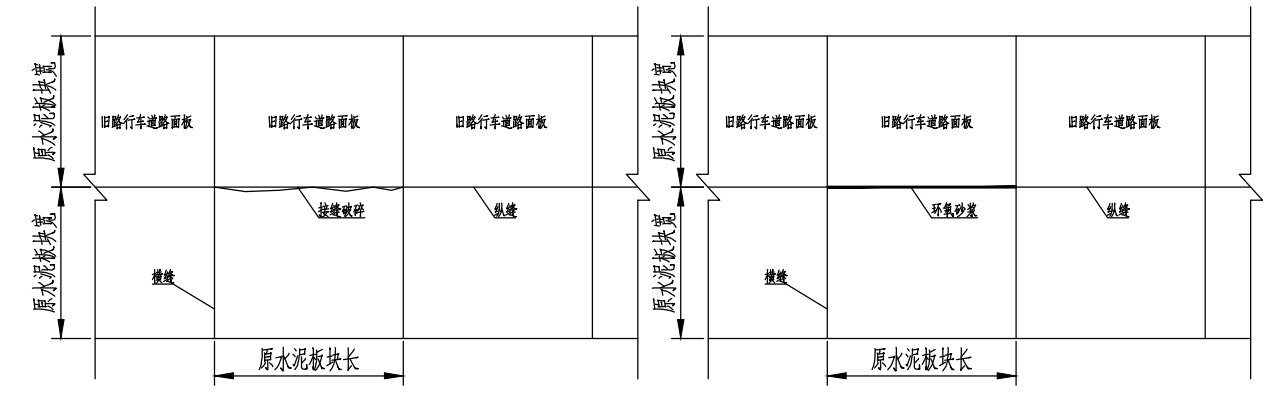 原水泥板块宽
旧路行车道路面板
旧路行车道路面板
旧路行车道路面板
接缝破碎
纵缝
原水泥板块宽
横缝
原水泥板块长
原水泥板块宽
旧路行车道路面板
旧路行车道路面板
旧路行车道路面板
环氧砂浆
纵缝
原水泥板块宽
横缝
原水泥板块长